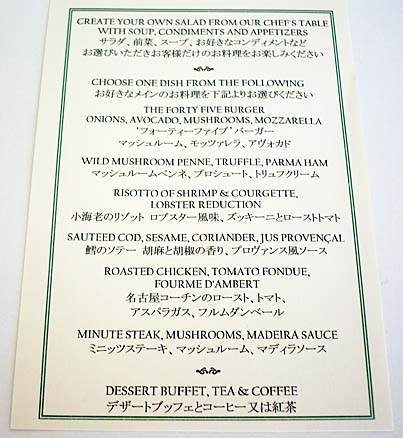 CREATE YOUR OWN SALAD FROM OUR CHEF'S TABLE
WITH SOUP, CONDIMENTS AND APPETIZERS
サラダ、前菜、スープ、お好きなコンディメントなど
お選びいただきお客様だけのお料理をお楽しみください
CHOOSE ONE DISH FROM THE FOLLOWING
お好きなメインのお料理を下記よりお選びください
THE FORTY FIVE BURGER
ONIONS, AVOCADO, MUSHROOMS, MOZZARELLA
"フォーティーファイブ" バーガー
マッシュルーム、モッツァレラ、アヴォカド
WILD MUSHROOM PENNE, TRUFFLE, PARMA HAM
マッシュルームペンネ、プロシュート、トリュフクリーム
RISOTTO OF SHRIMP & COURGETTE,
LOBSTER REDUCTION
小海老のリゾット ロブスター風味、ズッキーニとローストトマト
SAUTEED COD, SESAME, CORIANDER, JUS PROVENÇAL
鱈のソテー 胡麻と胡椒の香り、プロヴァンス風ソース
ROASTED CHICKEN, TOMATO FONDUE,
FOURME D'AMBERT
名古屋コーチンのロースト、トマト、
アスパラガス、フルムダンベール
MINUTE STEAK, MUSHROOMS, MADEIRA SAUCE
ミニッツステーキ、マッシュルーム、マディラソース
DESSERT BUFFET, TEA & COFFEE
デザートブッフェとコーヒー又は紅茶